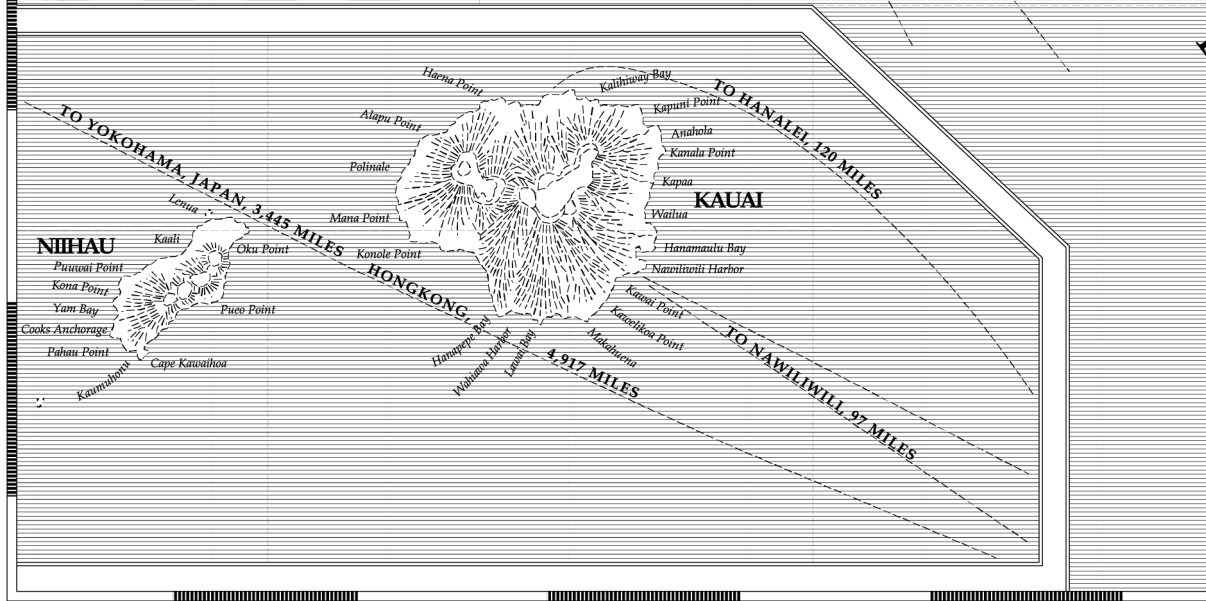 TO YOKOHAMA, JAPAN, 3,445 MILES
HONGKONG,
4,917 MILES
TO HANALEI, 120 MILES
TO NAWILIWILL, 97 MILES
KAUAI
Haena Point
Kalihiway Bay
Kapuni Point
Alapu Point
Anahola
Kanala Point
Polinale
Kapaa
Mana Point
Wailua
Konole Point
Hanamaulu Bay
Nawiliwili Harbor
Kawai Point
Kawelikoa Point
Makahuena
Lawai Bay
Wahiawa Harbor
Hanapepe Bay
NIIHAU
Lenua
Kaali
Oku Point
Puuwai Point
Kona Point
Yam Bay
Pueo Point
Cooks Anchorage
Pahau Point
Cape Kawaihoa
Kaumuhonu